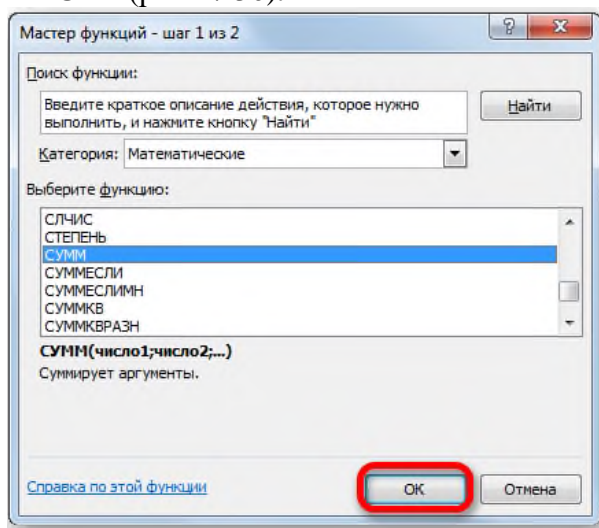 Мастер функций - шаг 1 из 2
Поиск функции:
Введите краткое описание действия, которое нужно
выполнить, и нажмите кнопку "Найти"
Найти
Категория: Математические
Выберите функцию:
СЛЧИС
СТЕПЕНЬ
СУММ
СУММЕСЛИ
СУММЕСЛИМН
СУММКВ
СУММКВРАЗН
СУММ(число1;число2;...)
Суммирует аргументы.
Справка по этой функции
ОК
Отмена